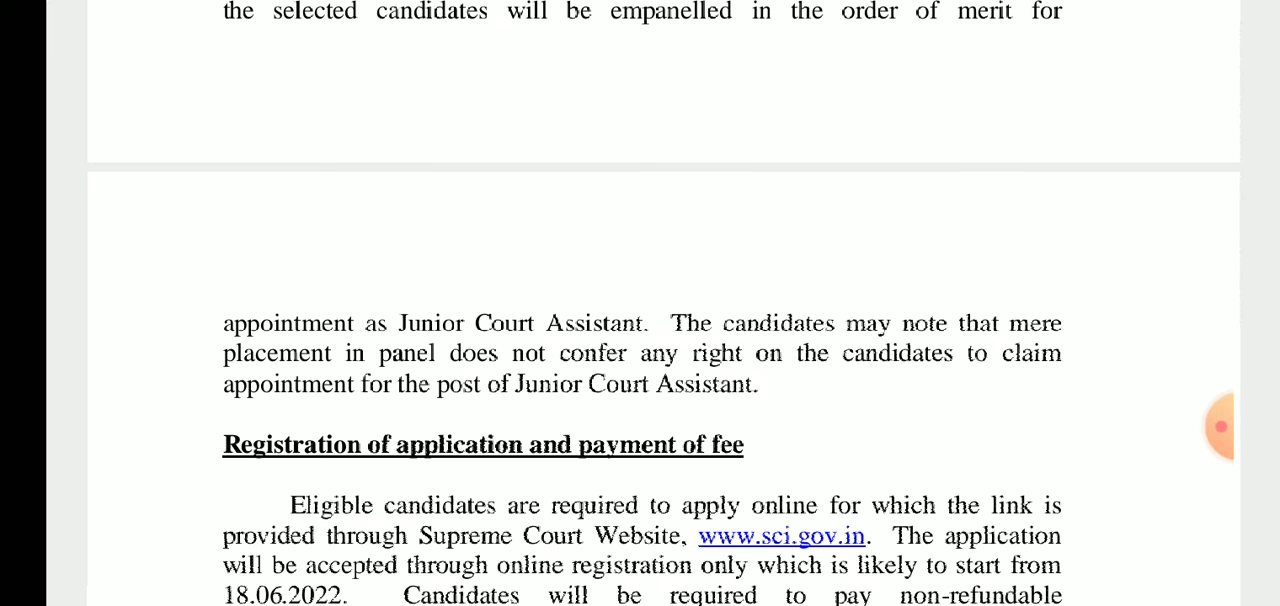 the selected candidates will be empanelled in the order of merit for
appointment as Junior Court Assistant. The candidates may note that mere
placement in panel does not confer any right on the candidates to claim
appointment for the post of Junior Court Assistant.
Registration of application and payment of fee
Eligible candidates are required to apply online for which the link is
provided through Supreme Court Website, www.sci.gov.in. The application
will be accepted through online registration only which is likely to start from
18.06.2022. Candidates will be required to pay non-refundable